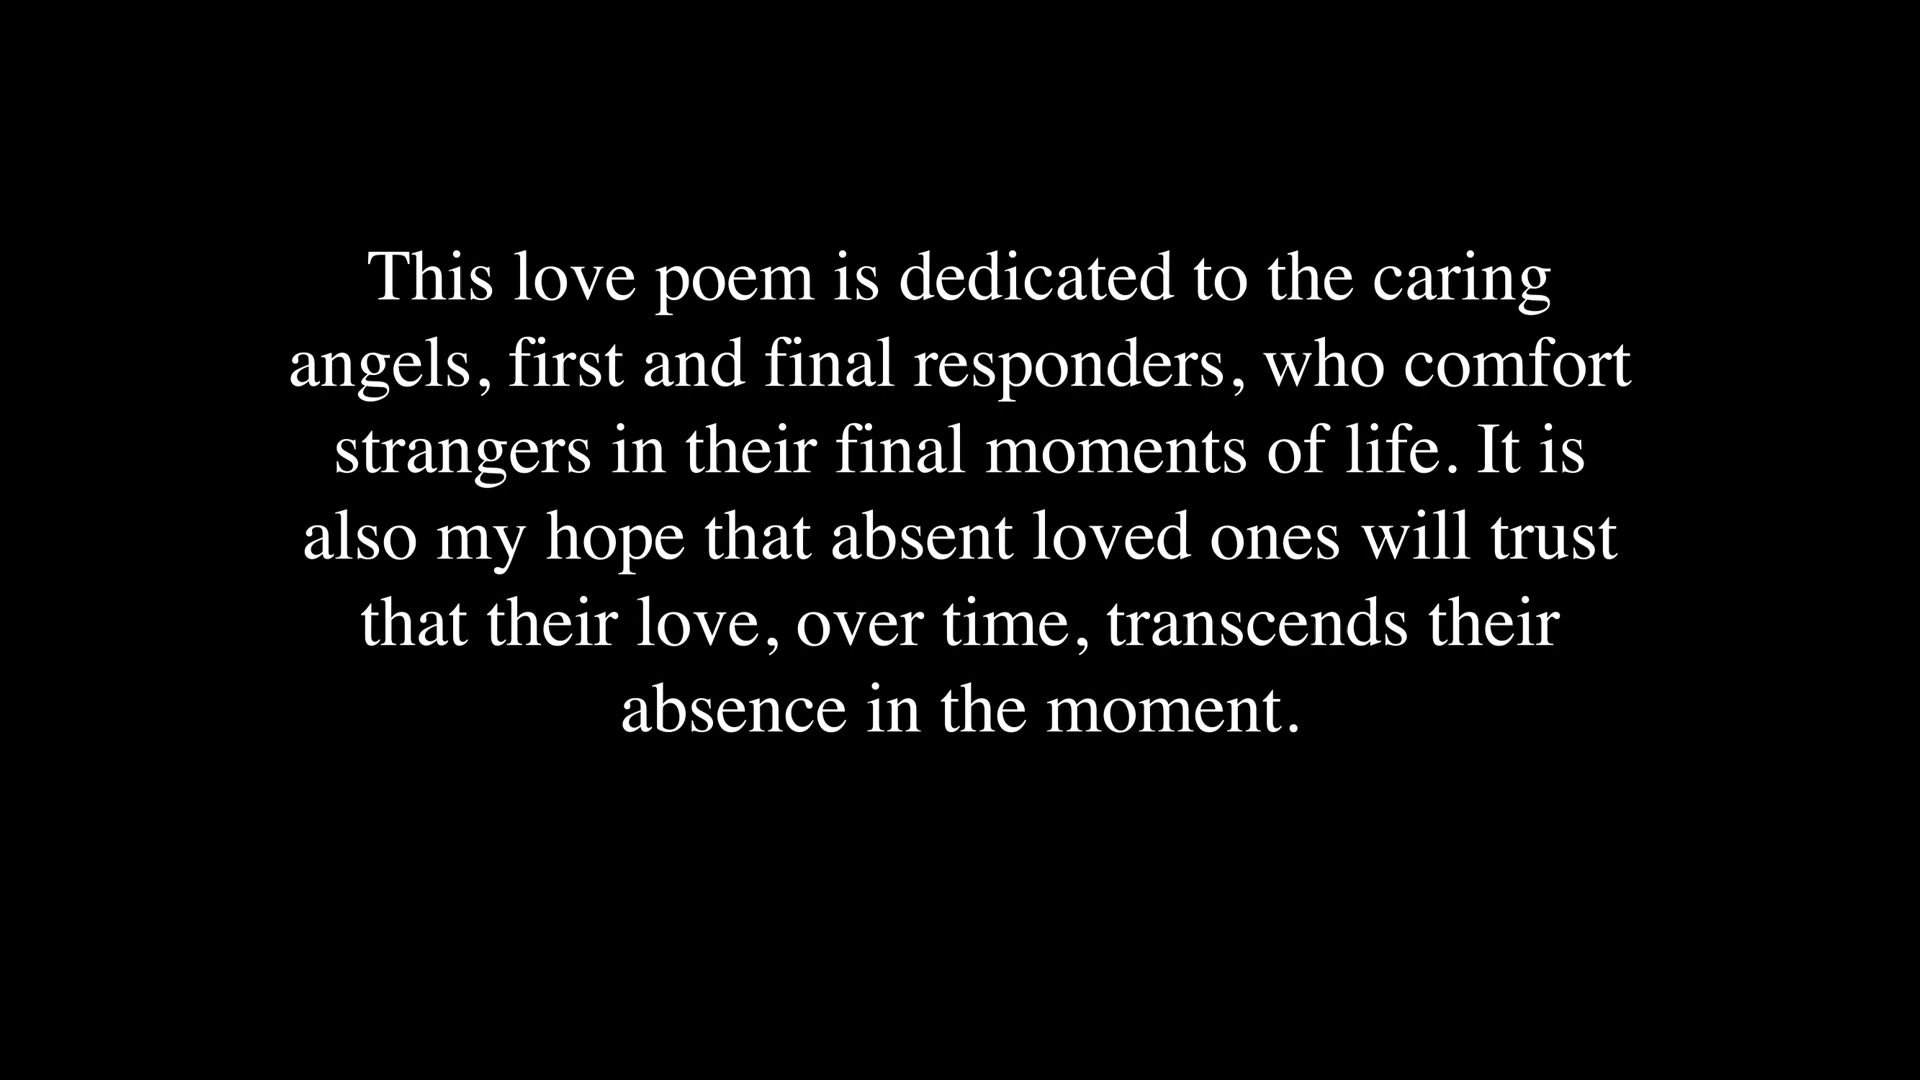 This love poem is dedicated to the caring
angels, first and final responders, who comfort
strangers in their final moments of life. It is
also my hope that absent loved ones will trust
that their love, over time, transcends their
absence in the moment.